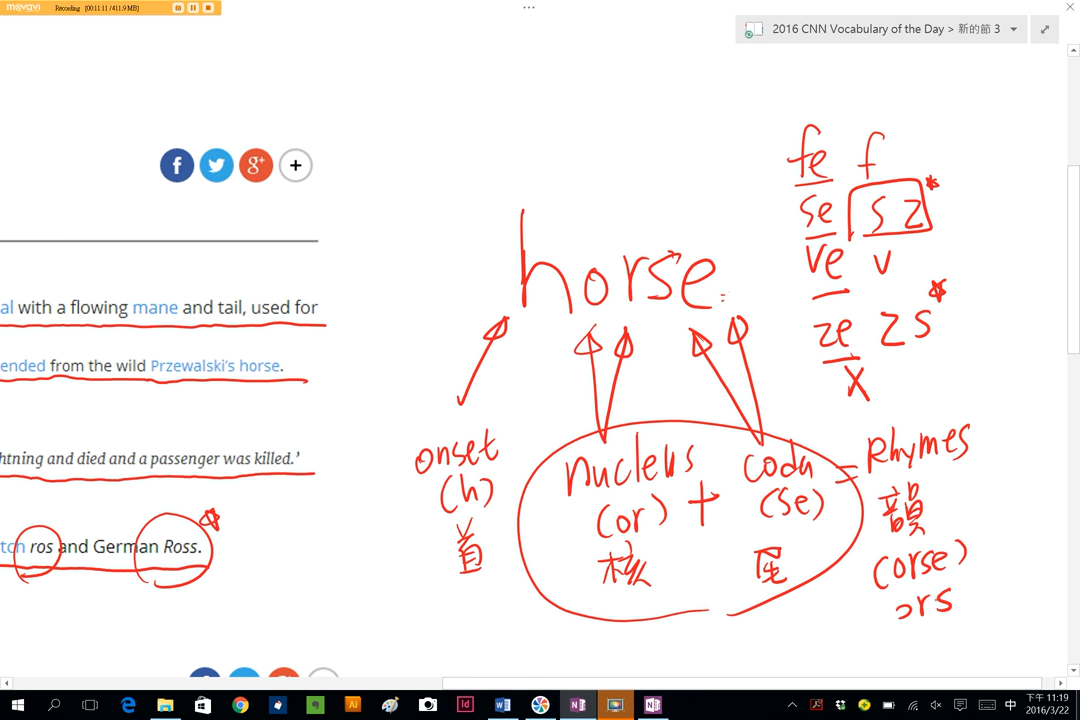 movavi Recording [00:11:11 / 411.9 MB]
2016 CNN Vocabulary of the Day > 新的節 3
al with a flowing mane and tail, used for
ended from the wild Przewalski's horse.
htning and died and a passenger was killed.'
tch ros and German Ross.
horse
fe f
se s z
ve v
ze z s
x
onset
(h)
首
nucleus
(or)
核
+
coda
(se)
尾
= Rhymes
韻
(orse)
ɔrs
中
下午 11:19
2016/3/22